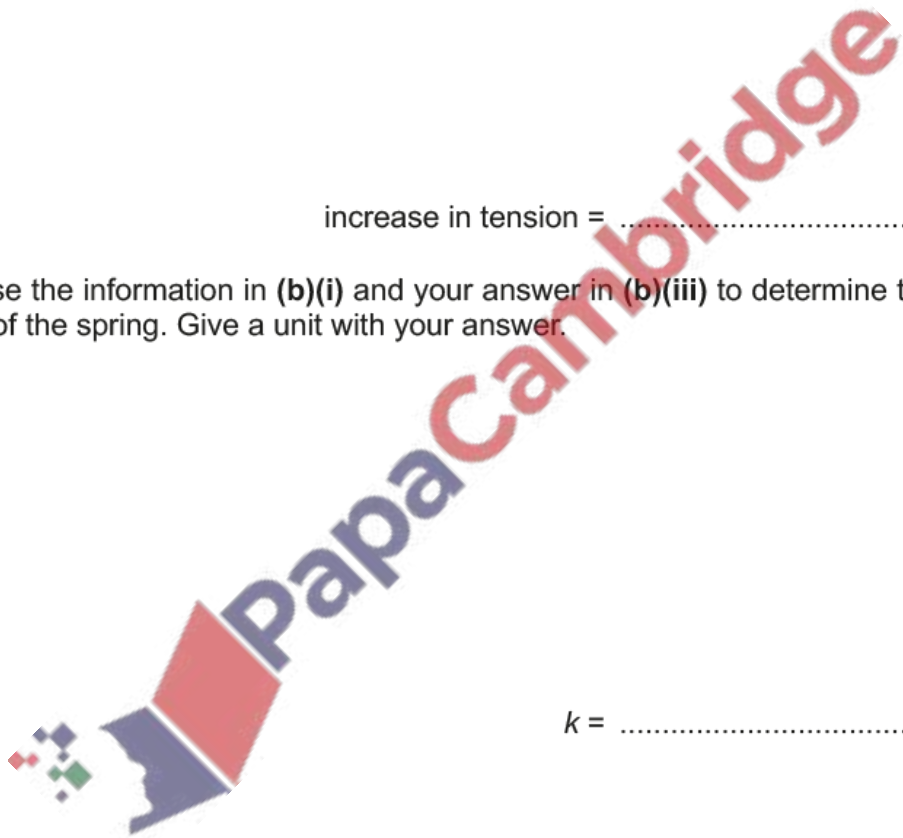 increase in tension = ..................................
se the information in (b)(i) and your answer in (b)(iii) to determine t
of the spring. Give a unit with your answer.
PapaCambridge
k = ..................................